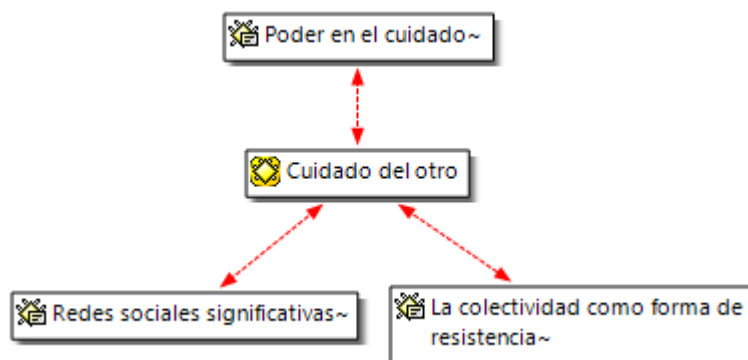 Poder en el cuidado~
Cuidado del otro
Redes sociales significativas~
La colectividad como forma de
resistencia~